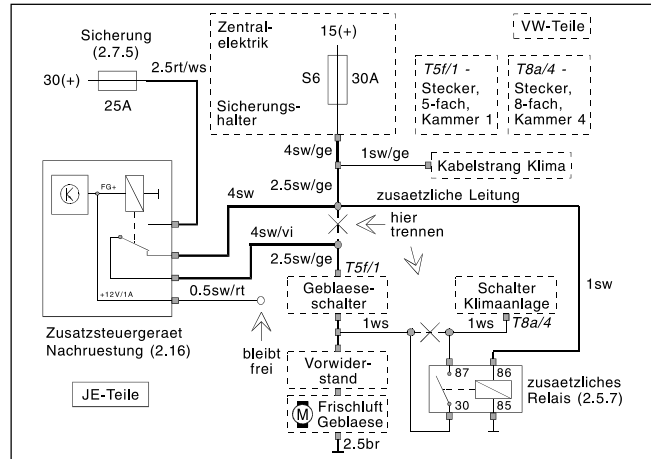 Sicherung
(2.7.5)
30(+)
2.5rt/ws
25A
Zentral-
elektrik
15(+)
S6
30A
Sicherungs-
halter
VW-Teile
T5f/1 -
Stecker,
5-fach,
Kammer 1
T8a/4 -
Stecker,
8-fach,
Kammer 4
4sw/ge
1sw/ge
Kabelstrang Klima
2.5sw/ge
zusaetzliche Leitung
K
FG+
4sw
4sw/vi
hier
trennen
2.5sw/ge
T5f/1
+12V/1A
0.5sw/rt
Geblaese-
schalter
Schalter
Klimaanlage
1sw
Zusatzsteuergeraet
Nachruestung (2.16)
bleibt
frei
1ws
1ws
T8a/4
JE-Teile
Vorwider-
stand
87
86
30
85
zusaetzliches
Relais (2.5.7)
M
Frischluft
Geblaese
2.5br